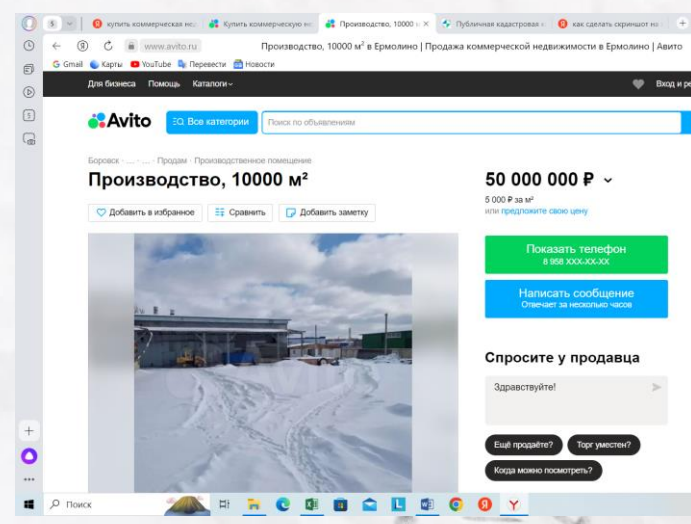 купить коммерческая нед
Купить коммерческую не
Производство, 10000
Публичная кадастровая к
как сделать скриншот на
www.avito.ru
Производство, 10000 м² в Ермолино | Продажа коммерческой недвижимости в Ермолино | Авито
Gmail Карты YouTube Перевести Новости
Для бизнеса Помощь Каталоги
Вход и ре
Avito
Все категории
Поиск по объявлениям
Боровск · ... · ... · Продам · Производственное помещение
Производство, 10000 м²
50 000 000 ₽
5 000 ₽ за м²
или предложите свою цену
Добавить в избранное
Сравнить
Добавить заметку
Показать телефон
8 958 XXX-XX-XX
Написать сообщение
Отвечает за несколько часов
Спросите у продавца
Здравствуйте!
Ещё продаёте?
Торг уместен?
Когда можно посмотреть?
Поиск